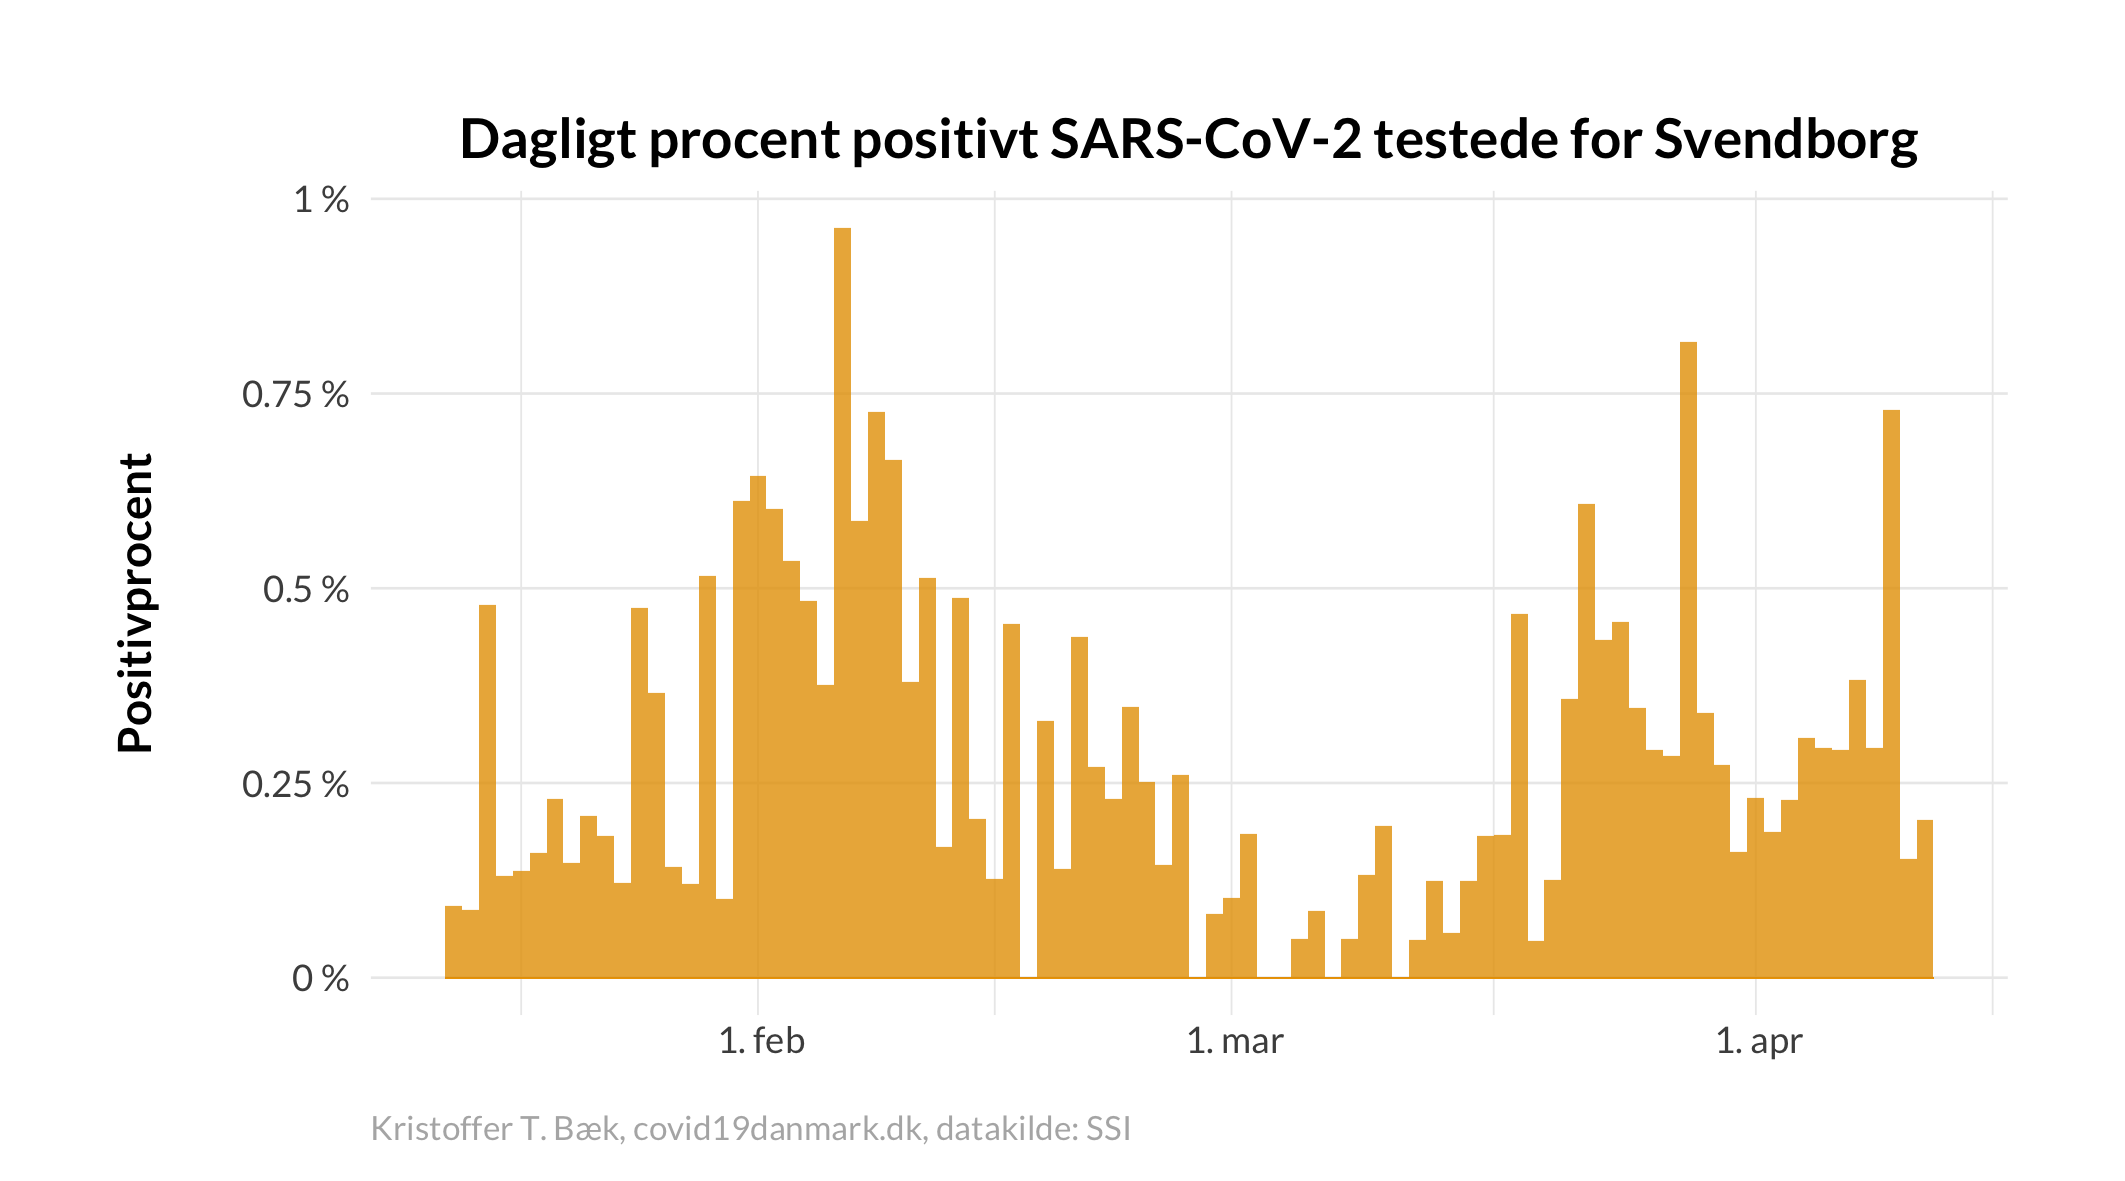 Dagligt procent positivt SARS-CoV-2 testede for Svendborg
Positivprocent
1 %
0.75 %
0.5 %
0.25 %
0 %
1. feb
1. mar
1. apr
Kristoffer T. Bæk, covid19danmark.dk, datakilde: SSI